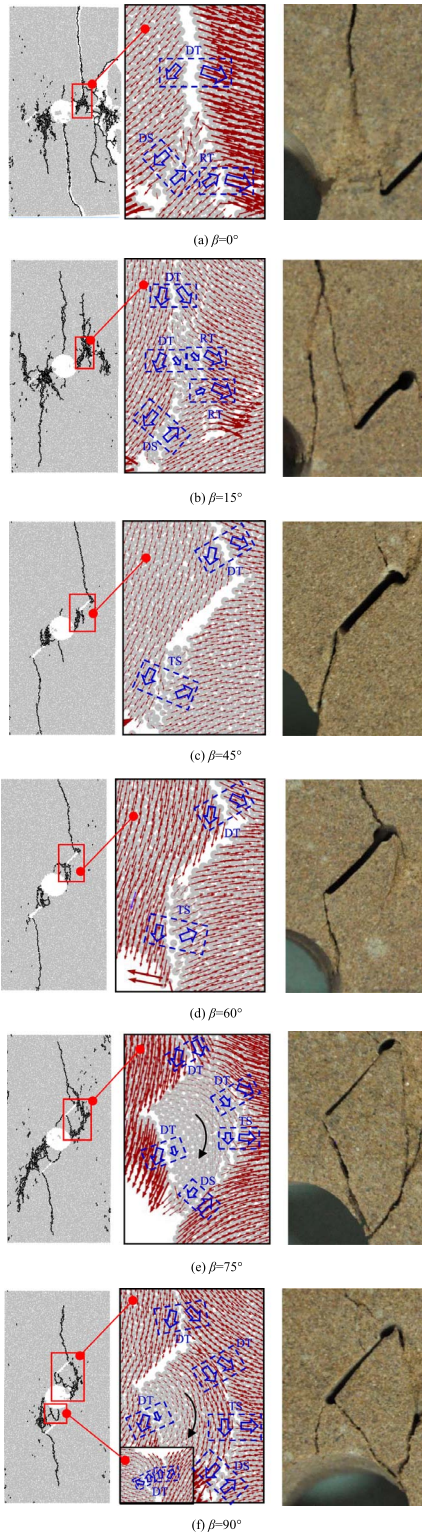 DT
DS
RT
(a) β=0°
DT
DT
RT
RT
DS
(b) β=15°
DT
TS
(c) β=45°
DT
TS
(d) β=60°
DT
DT
DT
TS
DS
(e) β=75°
DT
DT
DT
TS
DS
DT
(f) β=90°